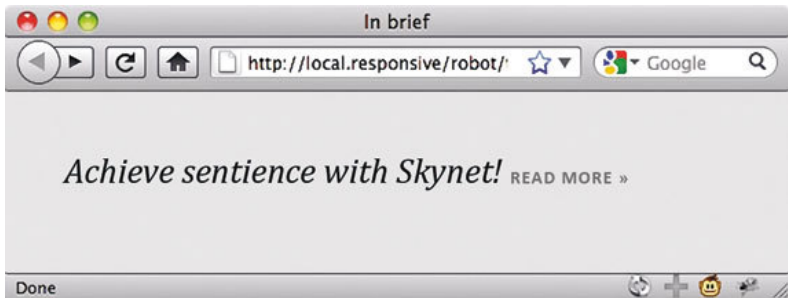 In brief
http://local.responsive/robot/
Google
Achieve sentience with Skynet! READ MORE »
Done